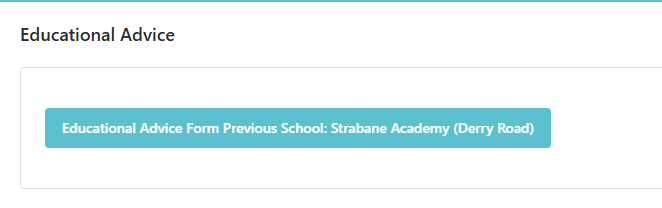 Educational Advice
Educational Advice Form Previous School: Strabane Academy (Derry Road)